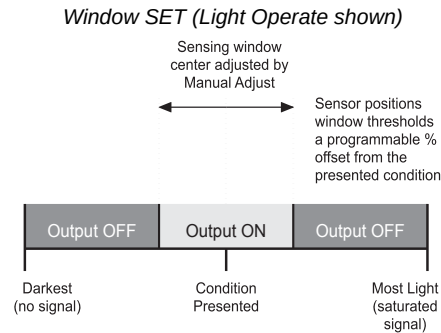 Window SET (Light Operate shown)
Sensing window
center adjusted by
Manual Adjust
Sensor positions
window thresholds
a programmable %
offset from the
presented condition
Output OFF
Output ON
Output OFF
Darkest
(no signal)
Condition
Presented
Most Light
(saturated
signal)